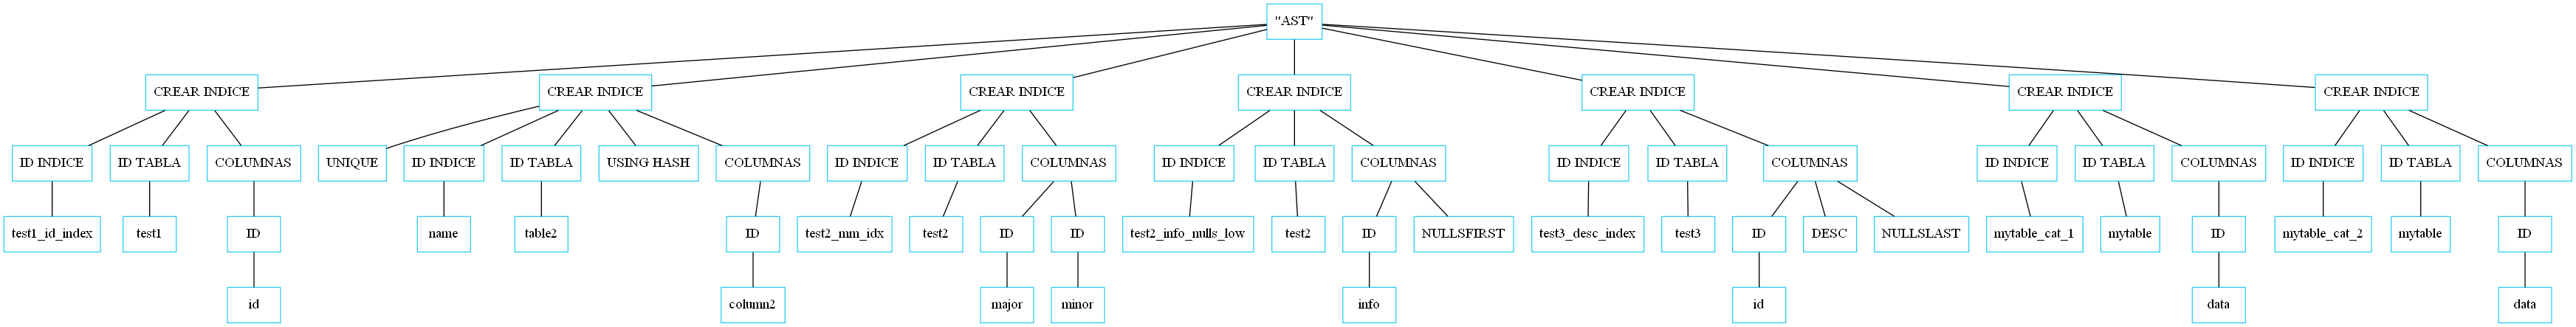 "AST"
CREAR INDICE CREAR INDICE CREAR INDICE CREAR INDICE CREAR INDICE CREAR INDICE CREAR INDICE
ID INDICE ID TABLA COLUMNAS UNIQUE ID INDICE ID TABLA USING HASH COLUMNAS ID INDICE ID TABLA COLUMNAS ID INDICE ID TABLA COLUMNAS ID INDICE ID TABLA COLUMNAS ID INDICE ID TABLA COLUMNAS ID INDICE ID TABLA COLUMNAS
test1_id_index test1 ID name table2 ID test2_mm_idx test2 ID ID test2_info_nulls_low test2 ID NULLSFIRST test3_desc_index test3 ID DESC NULLSLAST mytable_cat_1 mytable ID mytable_cat_2 mytable ID
id column2 major minor info id data data